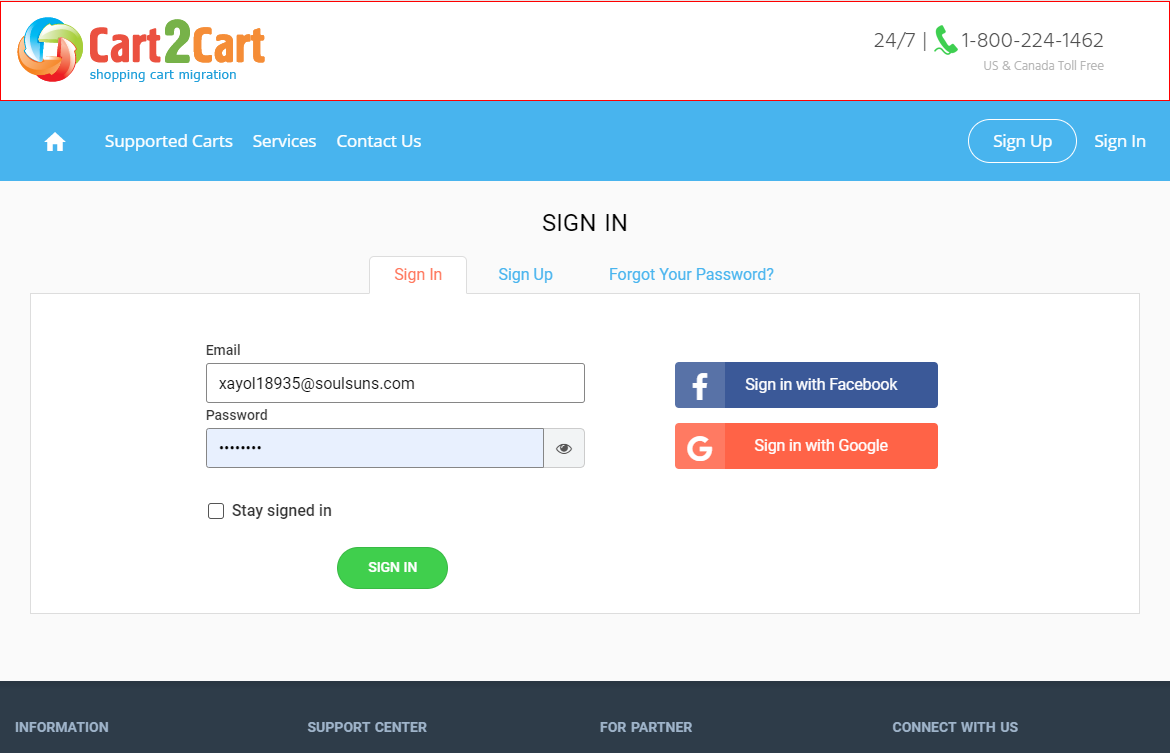 Cart2Cart
shopping cart migration
24/7 | 1-800-224-1462
US & Canada Toll Free
Supported Carts Services Contact Us Sign Up Sign In
SIGN IN
Sign In Sign Up Forgot Your Password?
Email
xayol18935@soulsuns.com
Password
••••••••
Stay signed in
SIGN IN
Sign in with Facebook
Sign in with Google
INFORMATION SUPPORT CENTER FOR PARTNER CONNECT WITH US